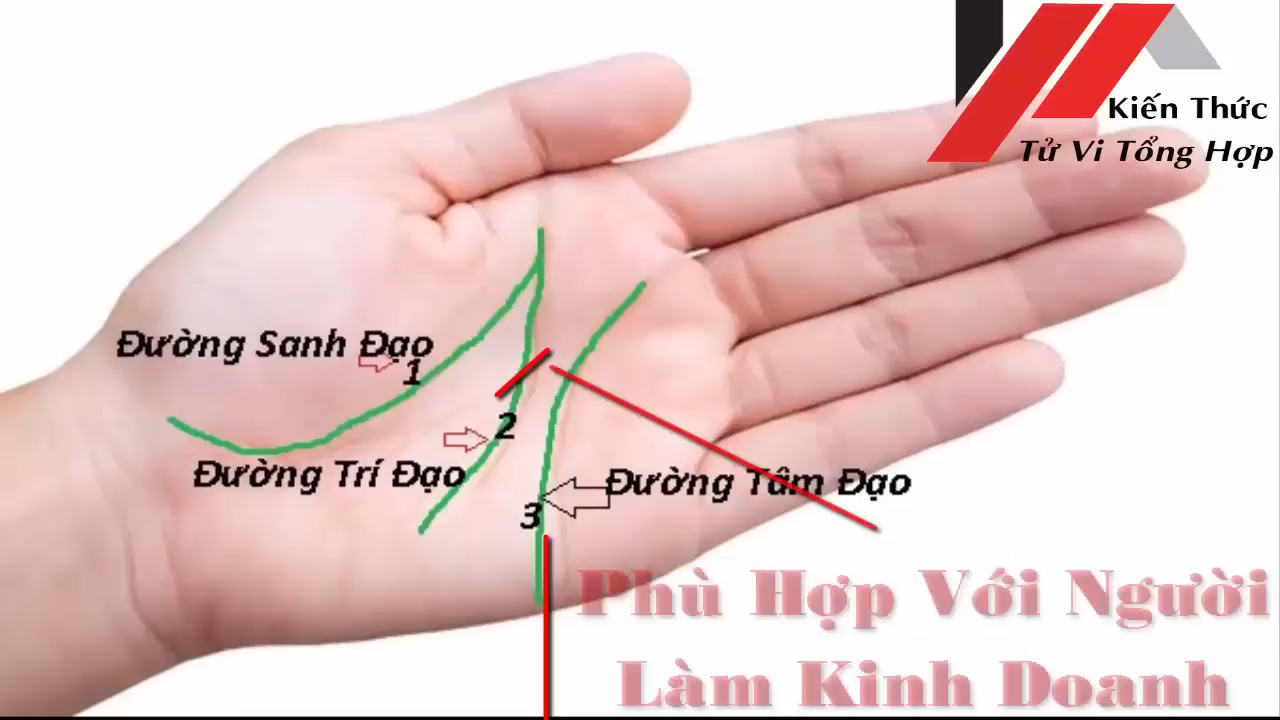 Kiến Thức
Tử Vi Tổng Hợp
Đường Sanh Đạo
1
2
Đường Trí Đạo
Đường Tâm Đạo
3
Phù Hợp Với Người
Làm Kinh Doanh